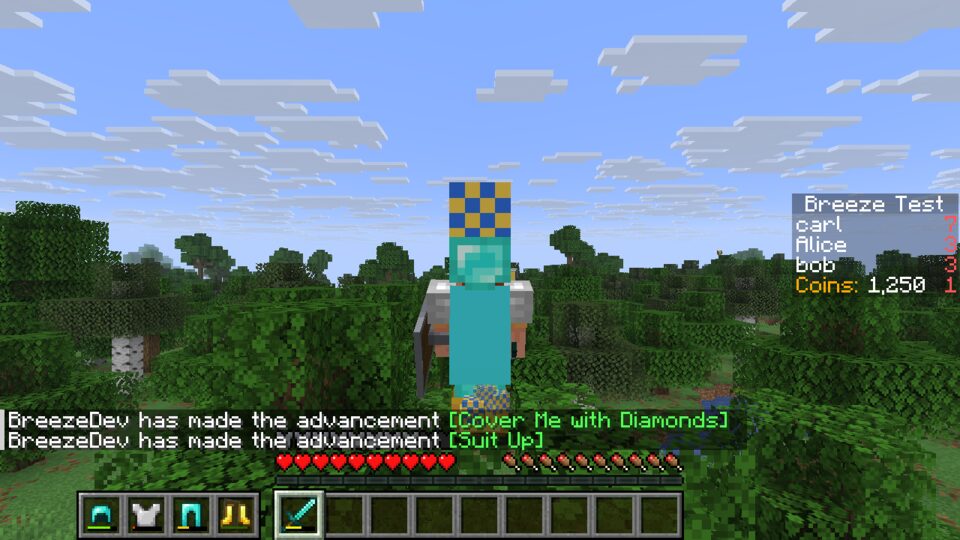 Breeze Test
carl 7
Alice 3
bob 3
Coins: 1,250 1
BreezeDev has made the advancement [Cover Me with Diamonds]
BreezeDev has made the advancement [Suit Up]